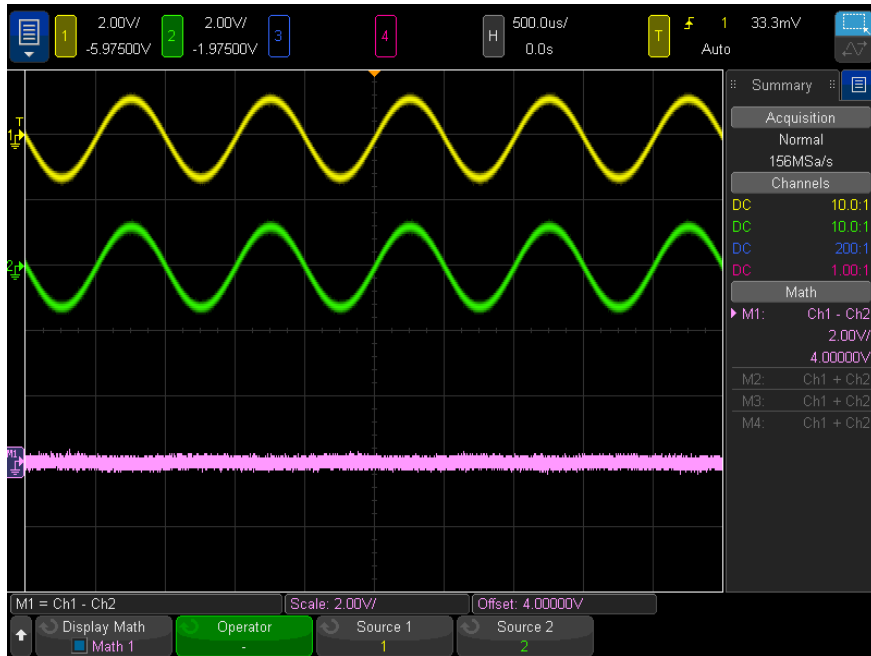 1 2.00V/ -5.97500V
2 2.00V/ -1.97500V
3
4
H 500.0us/ 0.0s
T 1 33.3mV Auto
T
1
2
M1
Summary
Acquisition
Normal
156MSa/s
Channels
DC 10.0:1
DC 10.0:1
DC 200:1
DC 1.00:1
Math
M1: Ch1 - Ch2
2.00V/
4.00000V
M2: Ch1 + Ch2
M3: Ch1 + Ch2
M4: Ch1 + Ch2
M1 = Ch1 - Ch2
Scale: 2.00V/
Offset: 4.00000V
Display Math
Math 1
Operator
-
Source 1
1
Source 2
2